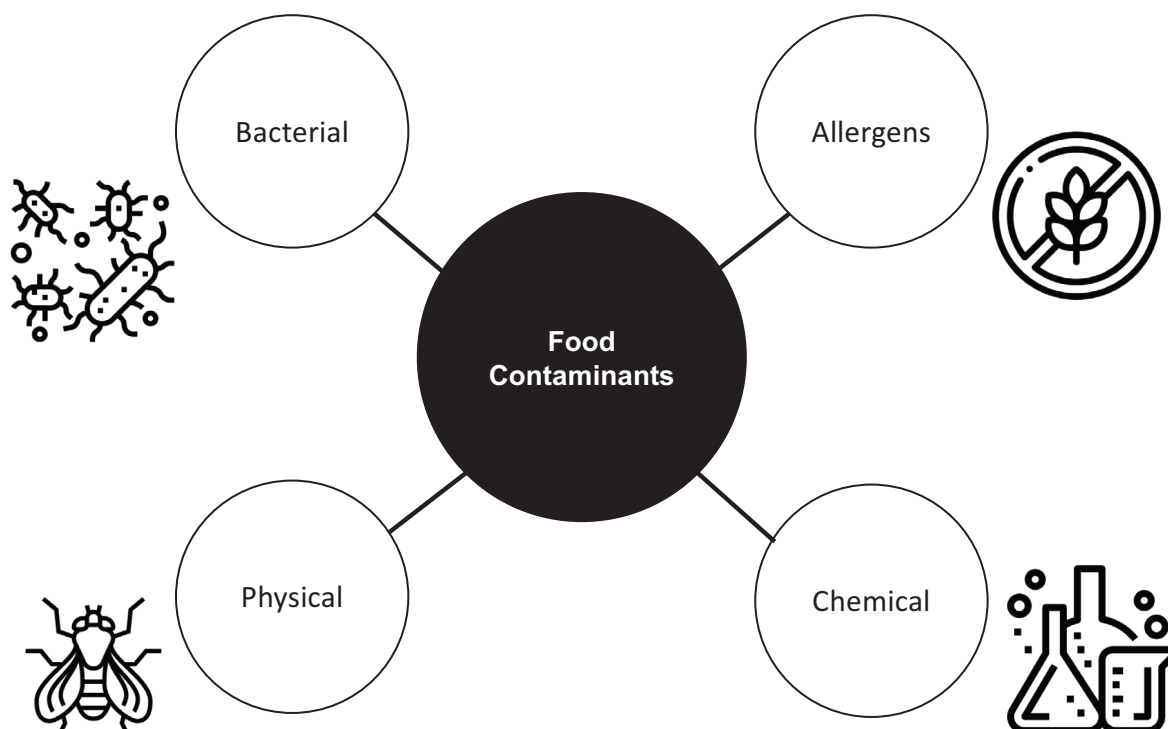 Bacterial
Allergens
Food
Contaminants
Physical
Chemical